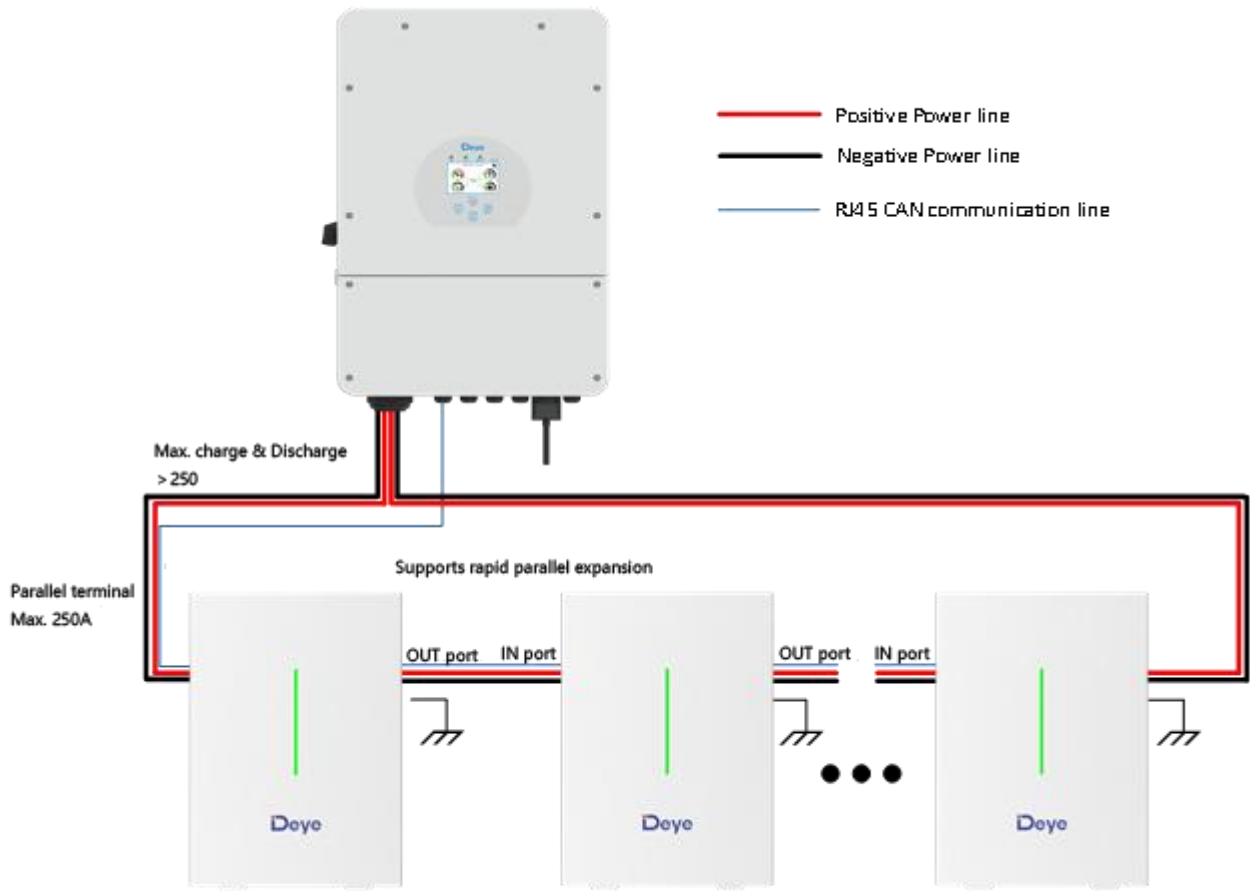 Deye
Positive Power line
Negative Power line
RJ45 CAN communication line
Max. charge & Discharge
> 250
Supports rapid parallel expansion
Parallel terminal
Max. 250A
OUT port
IN port
OUT port
IN port
Deye
Deye
Deye